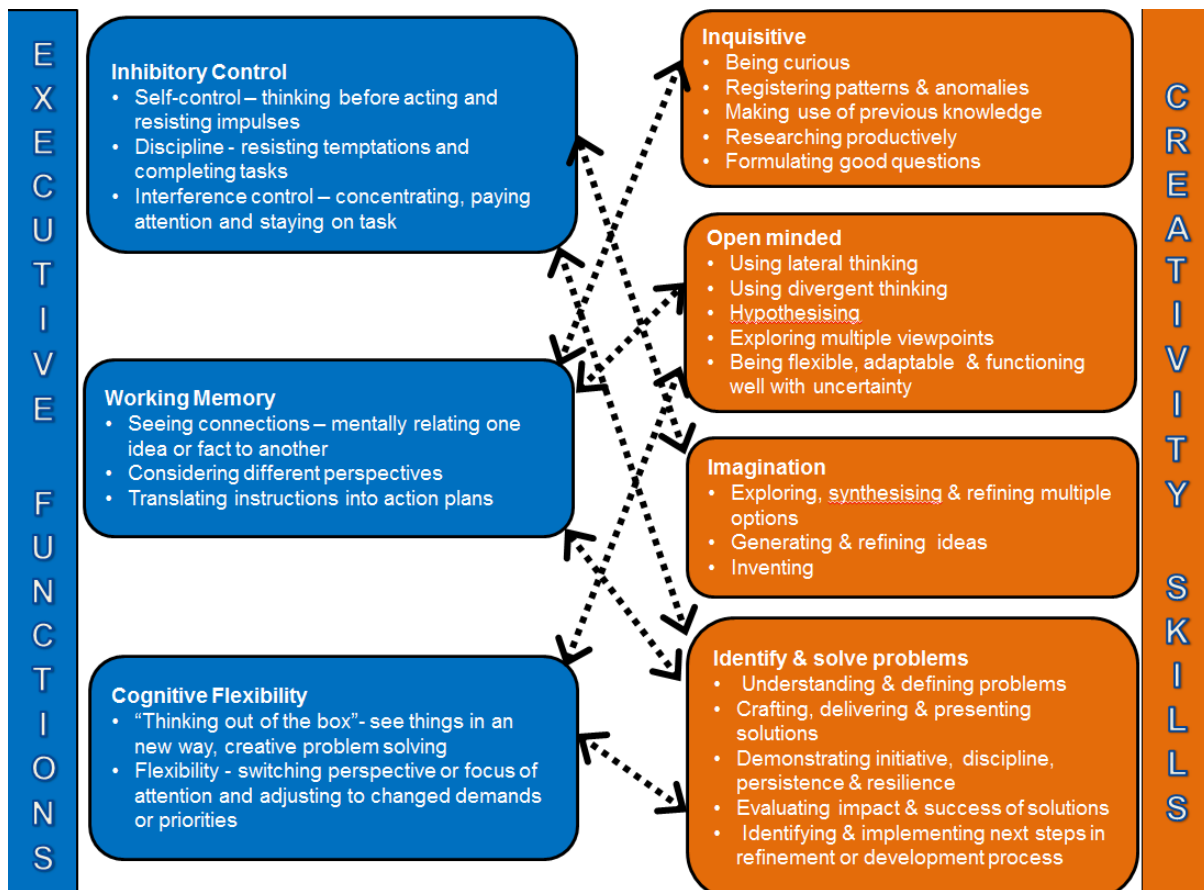 EXECUTIVE FUNCTIONS
Inhibitory Control
• Self-control – thinking before acting and
resisting impulses
• Discipline - resisting temptations and
completing tasks
• Interference control – concentrating, paying
attention and staying on task
Working Memory
• Seeing connections – mentally relating one
idea or fact to another
• Considering different perspectives
• Translating instructions into action plans
Cognitive Flexibility
• “Thinking out of the box”- see things in an
new way, creative problem solving
• Flexibility - switching perspective or focus of
attention and adjusting to changed demands
or priorities
Inquisitive
• Being curious
• Registering patterns & anomalies
• Making use of previous knowledge
• Researching productively
• Formulating good questions
Open minded
• Using lateral thinking
• Using divergent thinking
• Hypothesising
• Exploring multiple viewpoints
• Being flexible, adaptable & functioning
well with uncertainty
Imagination
• Exploring, synthesising & refining multiple
options
• Generating & refining ideas
• Inventing
Identify & solve problems
• Understanding & defining problems
• Crafting, delivering & presenting
solutions
• Demonstrating initiative, discipline,
persistence & resilience
• Evaluating impact & success of solutions
• Identifying & implementing next steps in
refinement or development process
CREATIVITY SKILLS